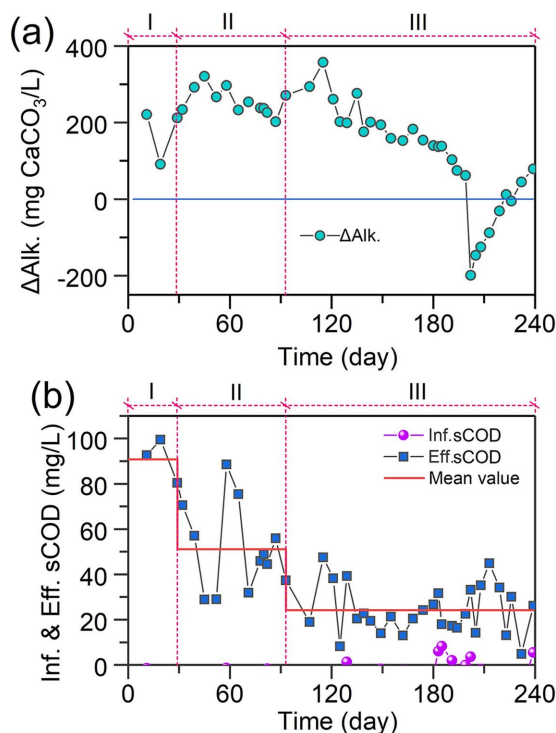 (a)
I II III
400
200
0
-200
ΔAlk. (mg CaCO₃/L)
ΔAlk.
0 60 120 180 240
Time (day)
(b)
I II III
100
80
60
40
20
0
Inf. & Eff. sCOD (mg/L)
Inf.sCOD
Eff.sCOD
Mean value
0 60 120 180 240
Time (day)